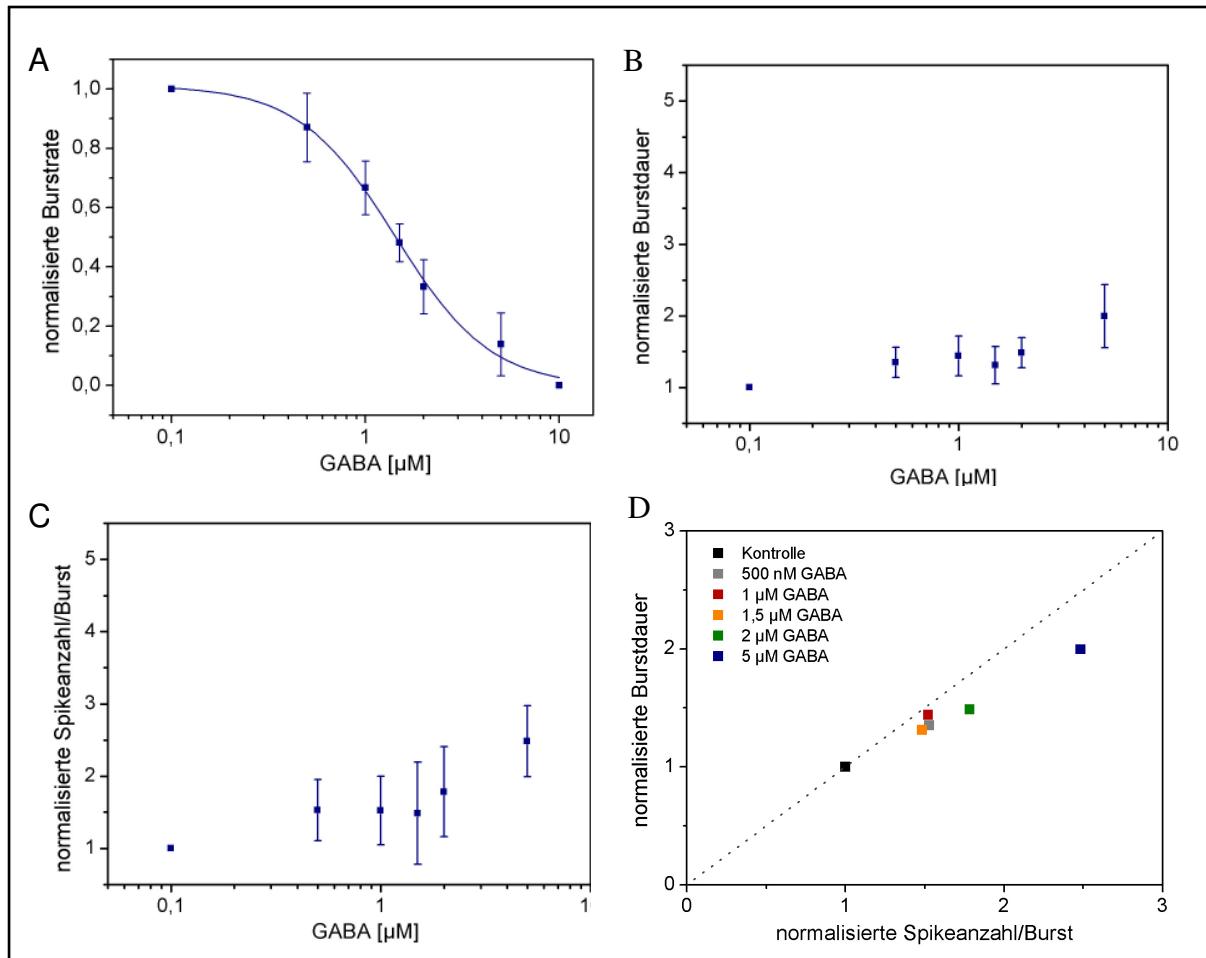 A
normalisierte Burstrate
1,0
0,8
0,6
0,4
0,2
0,0
0,1
1
10
GABA [µM]
B
normalisierte Burstdauer
5
4
3
2
1
0,1
1
10
GABA [µM]
C
normalisierte Spikeanzahl/Burst
5
4
3
2
1
0,1
1
GABA [µM]
D
normalisierte Burstdauer
3
2
1
0
Kontrolle
500 nM GABA
1 µM GABA
1,5 µM GABA
2 µM GABA
5 µM GABA
0
1
2
3
normalisierte Spikeanzahl/Burst